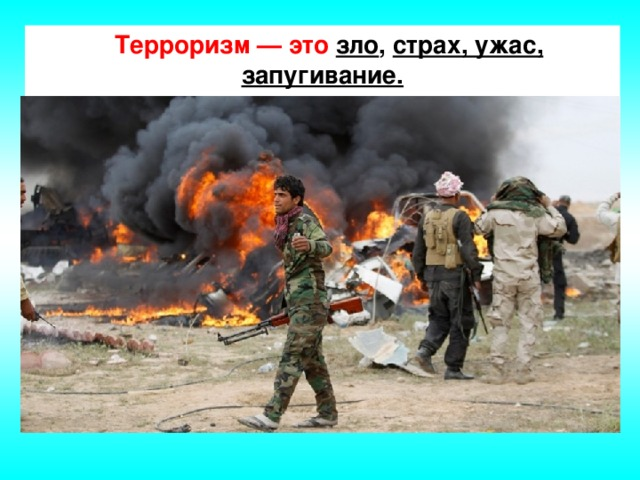 Терроризм — это зло, страх, ужас,
запугивание.